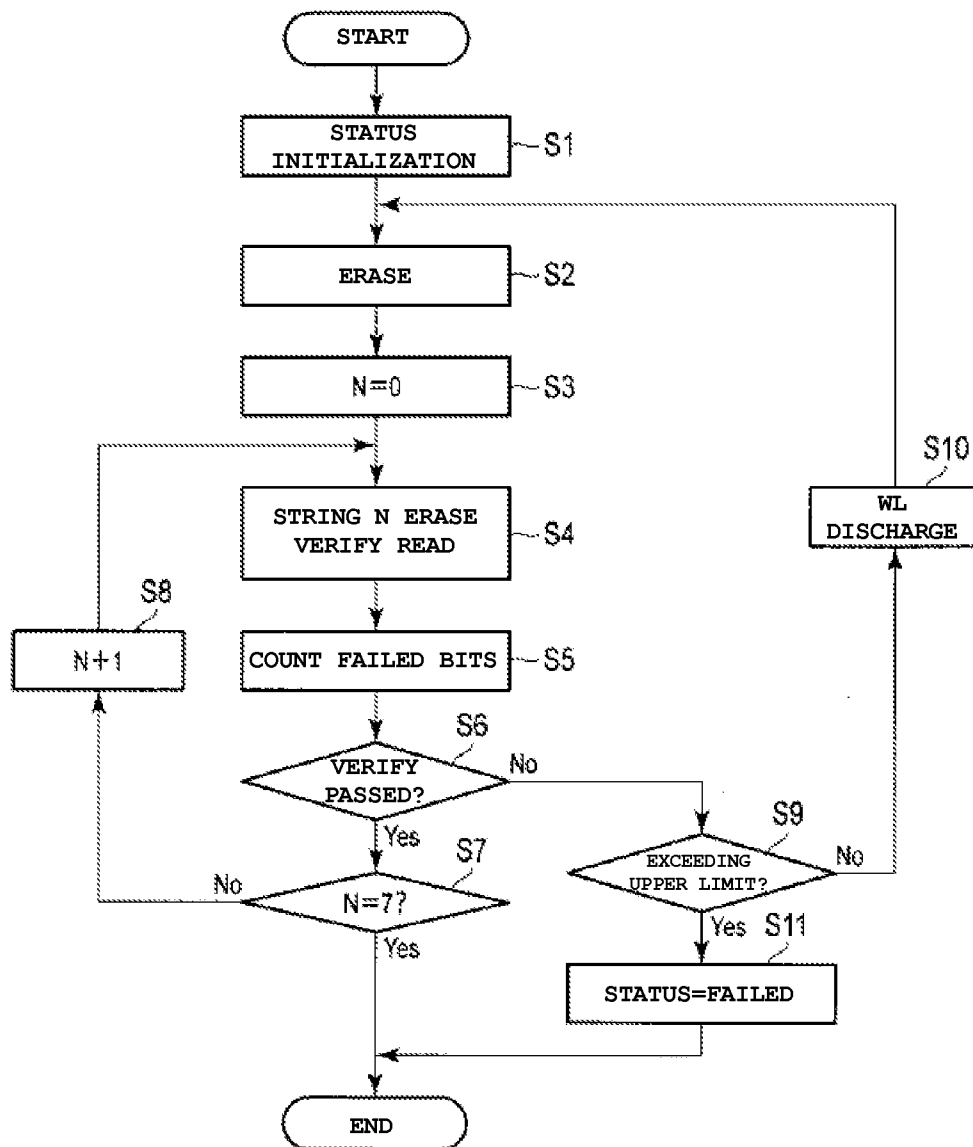 START
STATUS
INITIALIZATION
S1
ERASE
S2
N=0
S3
S10
WL
DISCHARGE
STRING N ERASE
VERIFY READ
S4
S8
N+1
COUNT FAILED BITS
S5
S6
VERIFY
PASSED?
No
Yes
S9
EXCEEDING
UPPER LIMIT?
No
Yes
S7
N=7?
No
Yes
S11
STATUS=FAILED
END